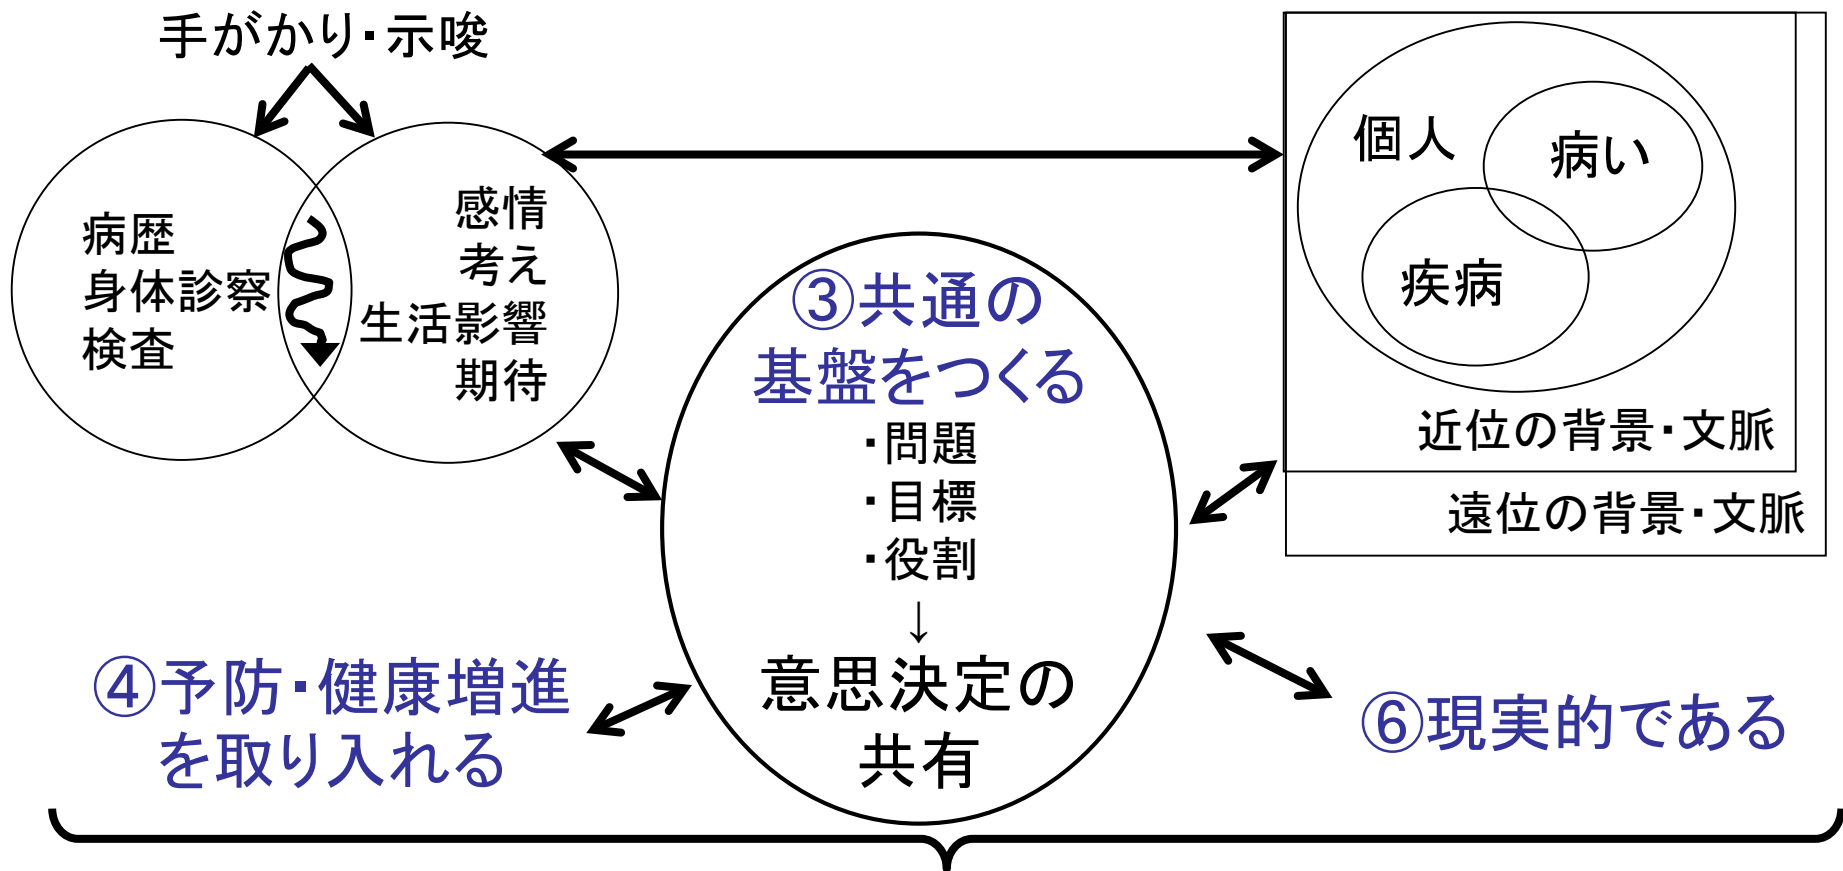 手がかり・示唆
病歴
身体診察
検査
感情
考え
生活影響
期待
個人
病い
疾病
近位の背景・文脈
遠位の背景・文脈
③共通の
基盤をつくる
・問題
・目標
・役割
↓
意思決定の
共有
④予防・健康増進
を取り入れる
⑥現実的である